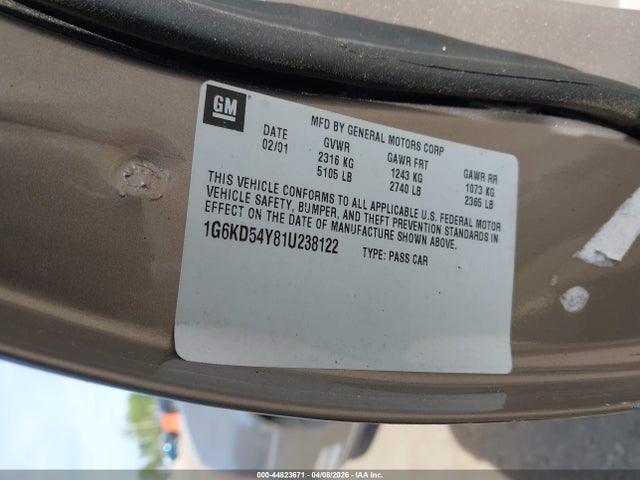 GM
MFD BY GENERAL MOTORS CORP
DATE GVWR GAWR FRT GAWR RR
02/01 2316 KG 1243 KG 1073 KG
5105 LB 2740 LB 2365 LB
THIS VEHICLE CONFORMS TO ALL APPLICABLE U.S. FEDERAL MOTOR
VEHICLE SAFETY, BUMPER, AND THEFT PREVENTION STANDARDS IN
EFFECT ON THE DATE OF MANUFACTURE SHOWN ABOVE.
1G6KD54Y81U238122 TYPE: PASS CAR
000-44823671 - 04/08/2026 - IAA Inc.